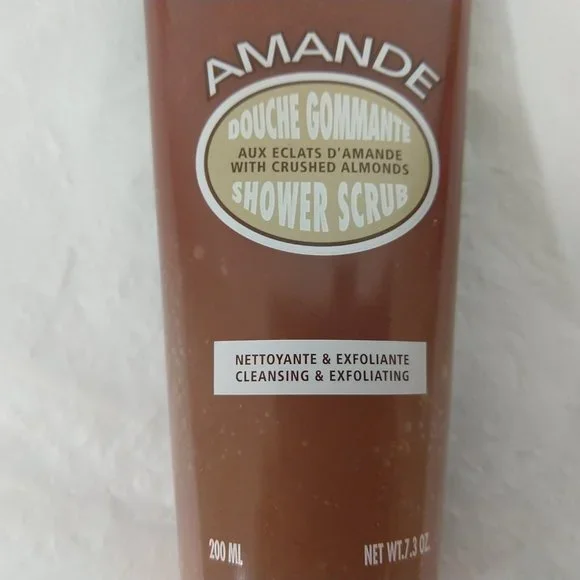 AMANDE
DOUCHE GOMMANTE
AUX ECLATS D'AMANDE
WITH CRUSHED ALMONDS
SHOWER SCRUB
NETTOYANTE & EXFOLIANTE
CLEANSING & EXFOLIATING
200 ML
NET WT.7.3 OZ.